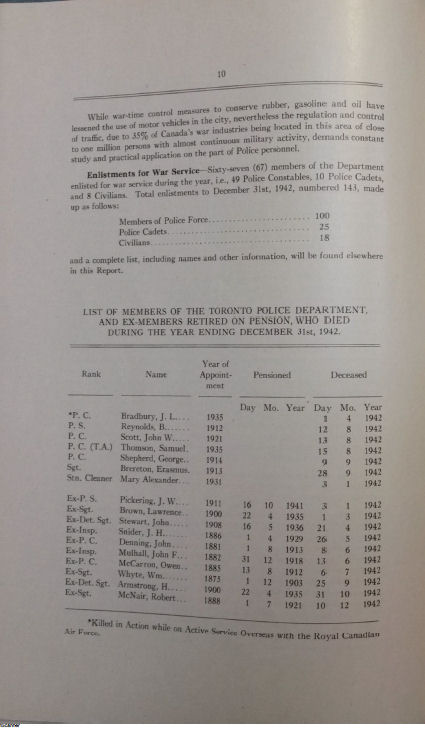 10
While war-time control measures to conserve rubber, gasoline and oil have
lessened the use of motor vehicles in the city, nevertheless the regulation and control
of traffic, due to 35% of Canada's war industries being located in this area of close
to one million persons with almost continuous military activity, demands constant
study and practical application on the part of Police personnel.
Enlistments for War Service—Sixty-seven (67) members of the Department
enlisted for war service during the year, i.e., 49 Police Constables, 10 Police Cadets,
and 8 Civilians. Total enlistments to December 31st, 1942, numbered 143, made
up as follows:
Members of Police Force........................ 100
Police Cadets.................................. 25
Civilians...................................... 18
and a complete list, including names and other information, will be found elsewhere
in this Report.
LIST OF MEMBERS OF THE TORONTO POLICE DEPARTMENT,
AND EX-MEMBERS RETIRED ON PENSION, WHO DIED
DURING THE YEAR ENDING DECEMBER 31st, 1942.
Rank Name Year of Appoint-ment Pensioned Deceased
Day Mo. Year Day Mo. Year
*P. C. Bradbury, J. L.... 1935 1 4 1942
P. S. Reynolds, B....... 1912 12 8 1942
P. C. Scott, John W..... 1921 13 8 1942
P. C. (T.A.) Thomson, Samuel. 1935 15 8 1942
P. C. Shepherd, George.. 1914 9 9 1942
Sgt. Brereton, Erasmus. 1913 28 9 1942
Stn. Cleaner Mary Alexander... 1931 3 1 1942
Ex-P. S. Pickering, J. W.... 1911 16 10 1941 3 1 1942
Ex-Sgt. Brown, Lawrence.. 1900 22 4 1935 1 3 1942
Ex-Det. Sgt. Stewart, John..... 1908 16 5 1936 21 4 1942
Ex-Insp. Snider, J. H....... 1886 1 4 1929 26 5 1942
Ex-P. C. Denning, John.... 1881 1 8 1913 8 6 1942
Ex-Insp. Mulhall, John F... 1882 31 12 1918 13 6 1942
Ex-P. C. McCarron, Owen.. 1885 13 8 1912 6 7 1942
Ex-Sgt. Whyte, Wm....... 1875 1 12 1903 25 9 1942
Ex-Det. Sgt. Armstrong, H..... 1900 22 4 1935 31 10 1942
Ex-Sgt. McNair, Robert... 1888 1 7 1921 10 12 1942
*Killed in Action while on Active Service Overseas with the Royal Canadian
Air Force.